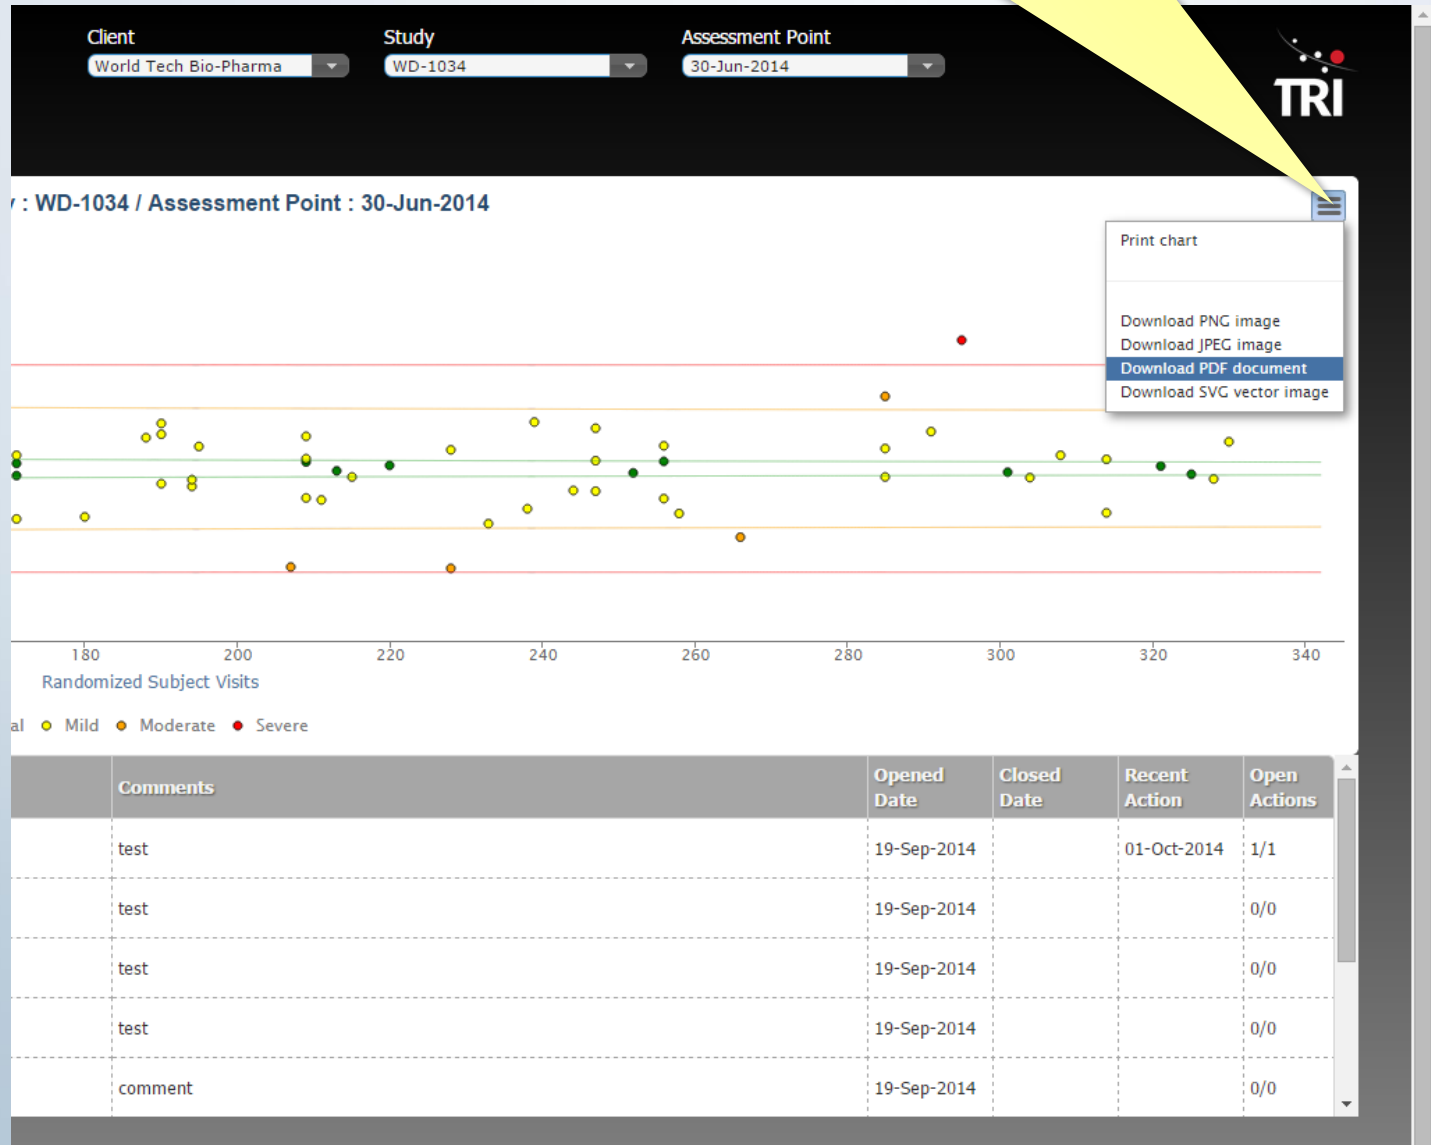 Client
Study
Assessment Point
World Tech Bio-Pharma
WD-1034
30-Jun-2014
TRI
: WD-1034 / Assessment Point : 30-Jun-2014
Print chart
Download PNG image
Download JPEG image
Download PDF document
Download SVG vector image
180 200 220 240 260 280 300 320 340
Randomized Subject Visits
al Mild Moderate Severe
Comments
Opened Date
Closed Date
Recent Action
Open Actions
test 19-Sep-2014 01-Oct-2014 1/1
test 19-Sep-2014 0/0
test 19-Sep-2014 0/0
test 19-Sep-2014 0/0
comment 19-Sep-2014 0/0